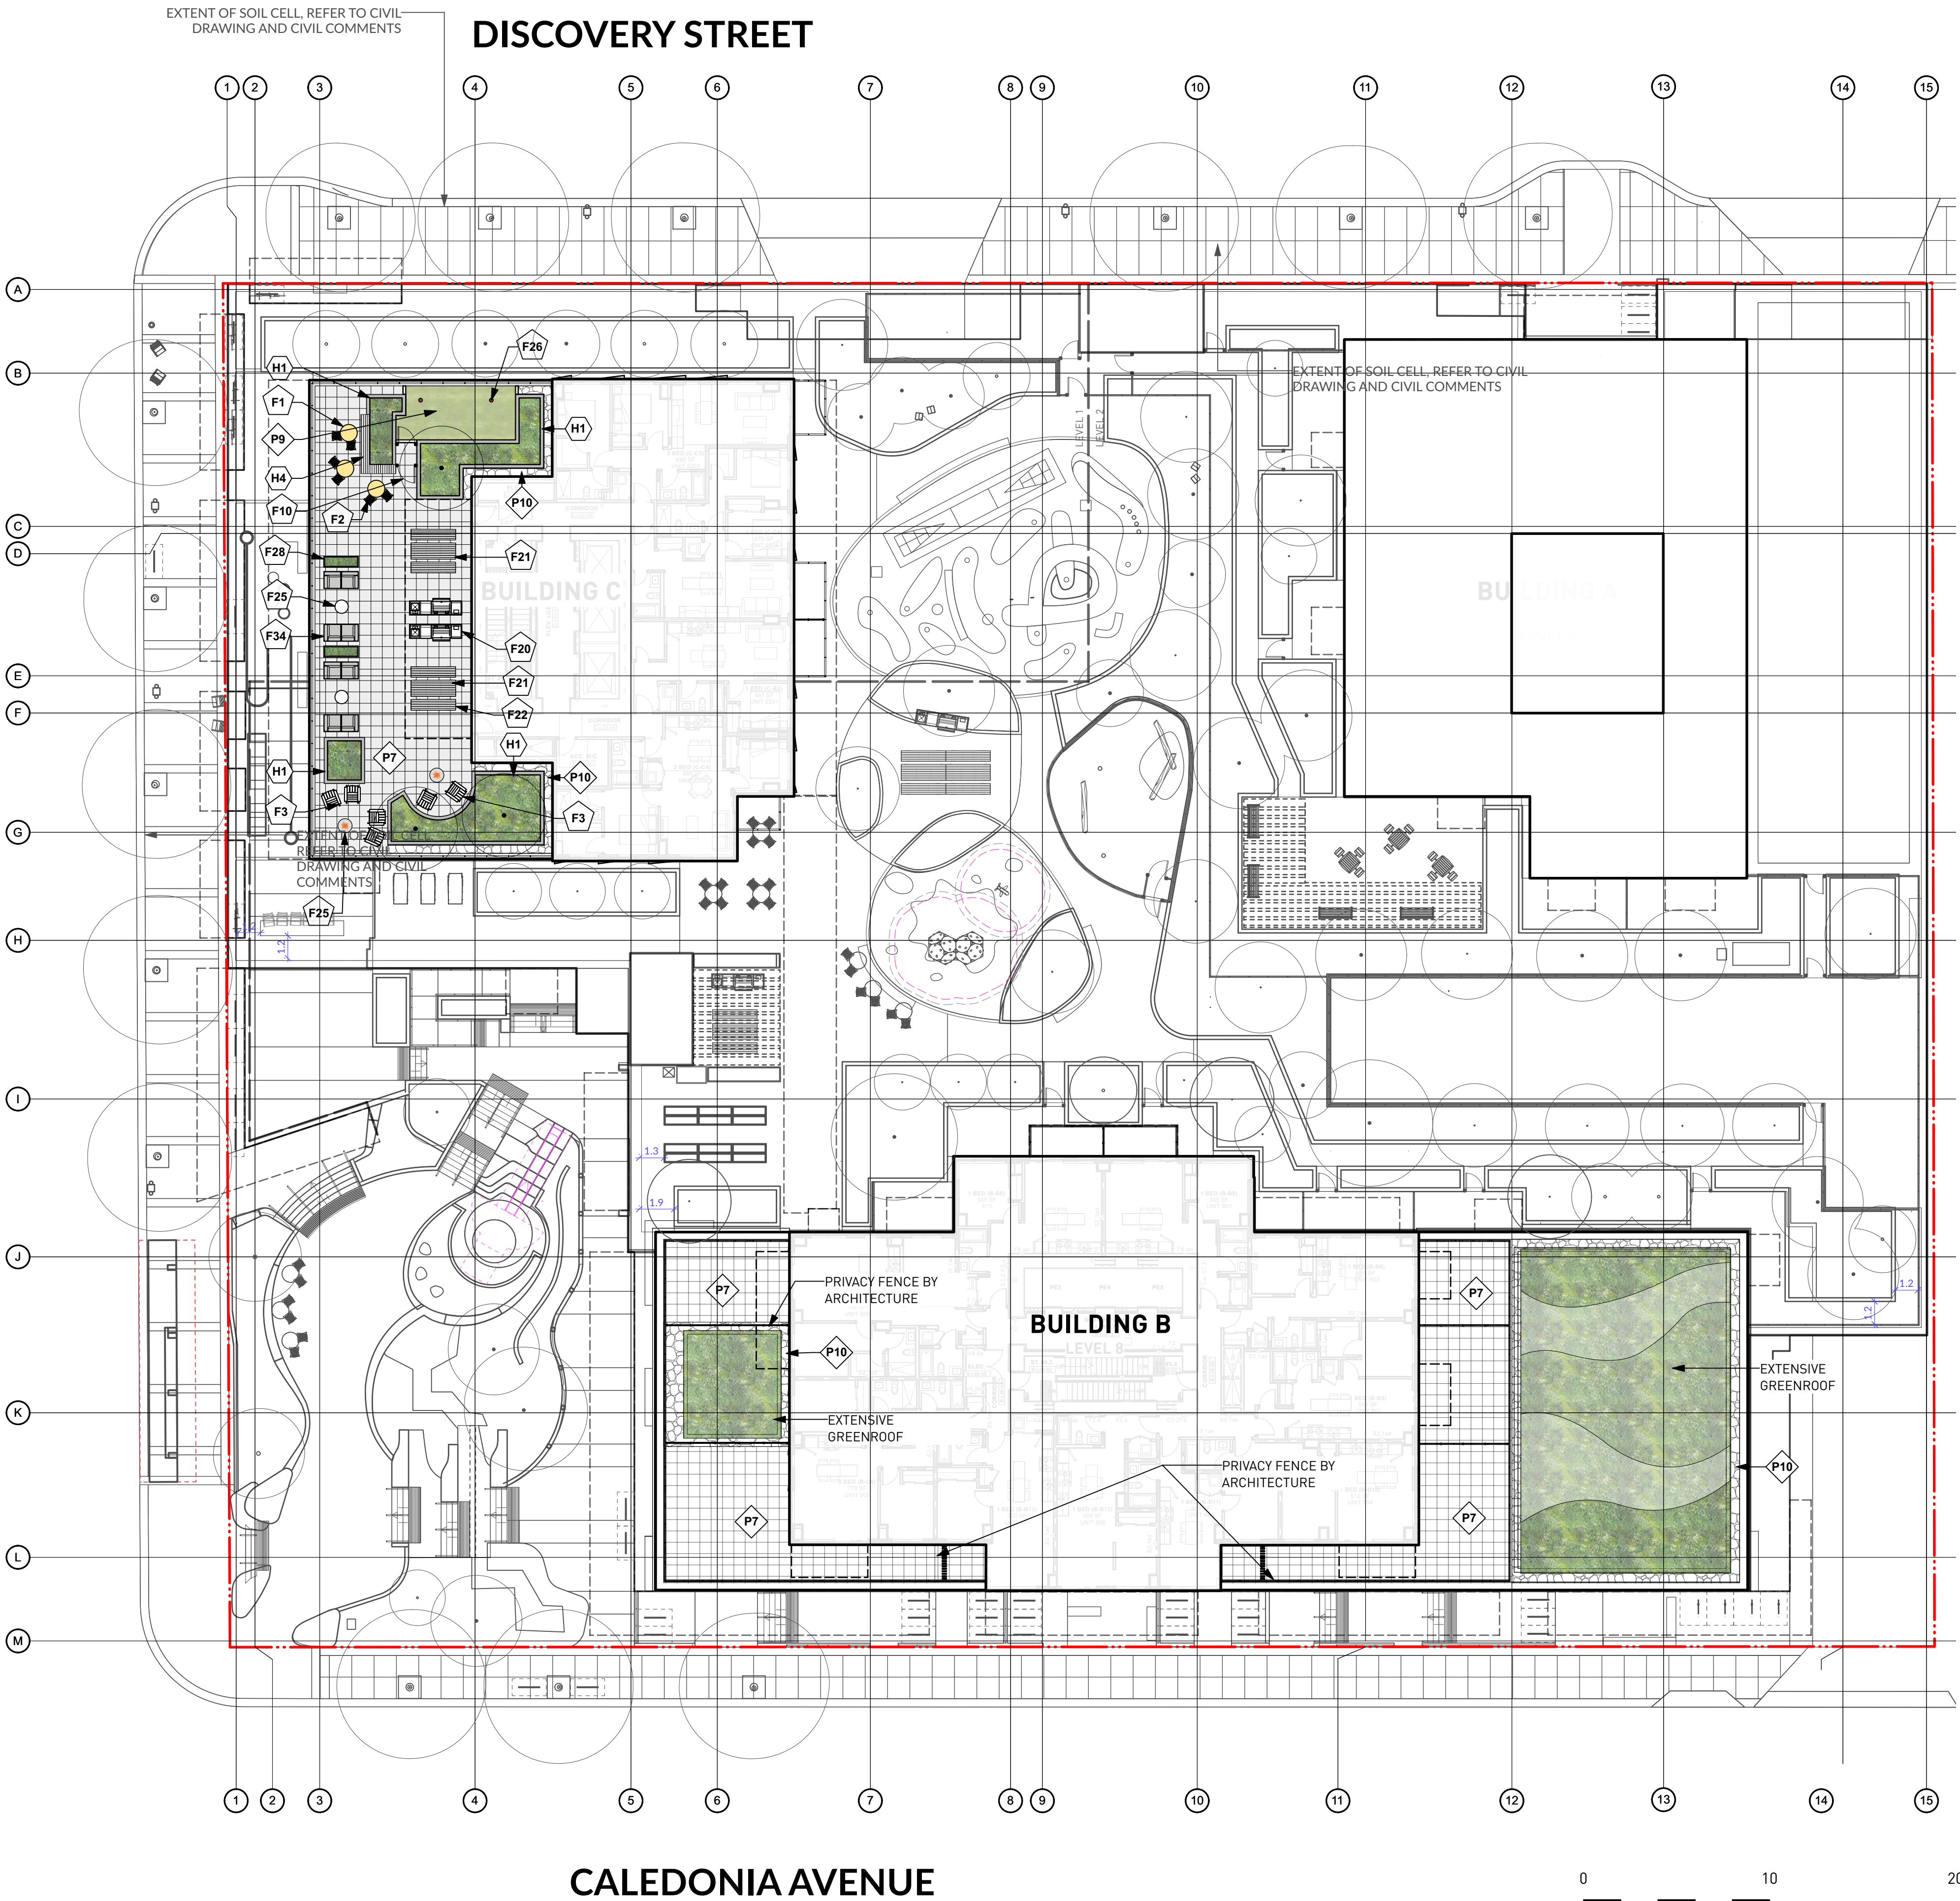 EXTENT OF SOIL CELL, REFER TO CIVIL
DRAWING AND CIVIL COMMENTS
DISCOVERY STREET
1 2 3 4 5 6 7 8 9 10 11 12 13 14 15
A
B
C
D
E
F
G
H
I
J
K
L
M
F26
H1
F1
P9
H4
F10
F2
H1
P10
EXTENT OF SOIL CELL, REFER TO CIVIL
DRAWING AND CIVIL COMMENTS
LEVEL 1
LEVEL 2
F28
F21
BUILDING C
BUILDING A
F25
F34
F20
F21
F22
H1
P7
H1
P10
F3
F3
EXTENT OF SOIL CELL,
REFER TO CIVIL
DRAWING AND CIVIL
COMMENTS
F25
1.2
1.2
1.3
1.9
P7
PRIVACY FENCE BY
ARCHITECTURE
P10
BUILDING B
LEVEL 8
P7
1.2
1.2
EXTENSIVE
GREENROOF
EXTENSIVE
GREENROOF
PRIVACY FENCE BY
ARCHITECTURE
P10
P7
P7
1 2 3 4 5 6 7 8 9 10 11 12 13 14 15
CALEDONIA AVENUE
0 10